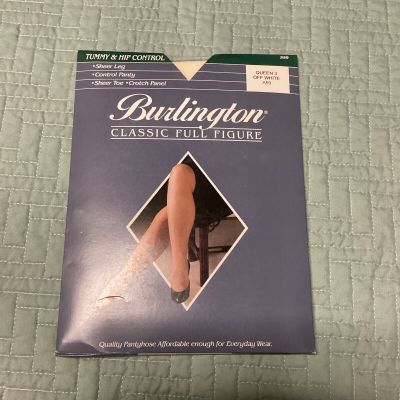 TUMMY & HIP CONTROL
•Sheer Leg
•Control Panty
•Sheer Toe •Crotch Panel
QUEEN 3
OFF WHITE
Burlington®
CLASSIC FULL FIGURE
Quality Pantyhose Affordable enough for Everyday Wear.